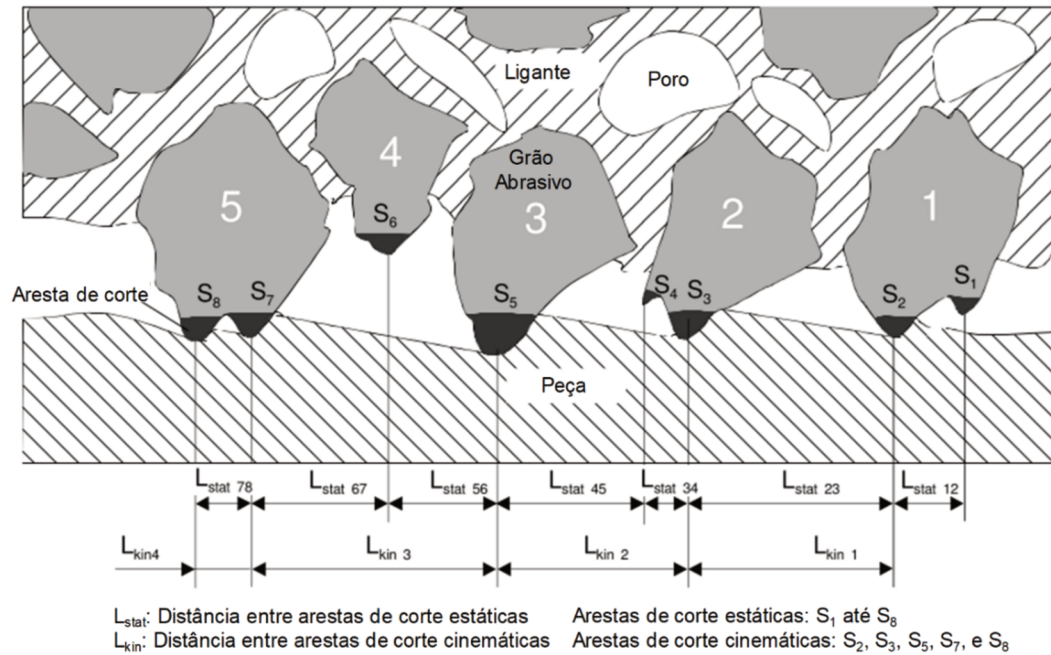 Ligante
Poro
4
Grão
Abrasivo
5
3
2
1
S₆
Aresta de corte
S₈
S₇
S₅
S₄
S₃
S₂
S₁
Peça
Lstat 78
Lstat 67
Lstat 56
Lstat 45
Lstat 34
Lstat 23
Lstat 12
Lkin4
Lkin 3
Lkin 2
Lkin 1
Lstat: Distância entre arestas de corte estáticas
Arestas de corte estáticas: S₁ até S₈
Lkin: Distância entre arestas de corte cinemáticas
Arestas de corte cinemáticas: S₂, S₃, S₅, S₇, e S₈